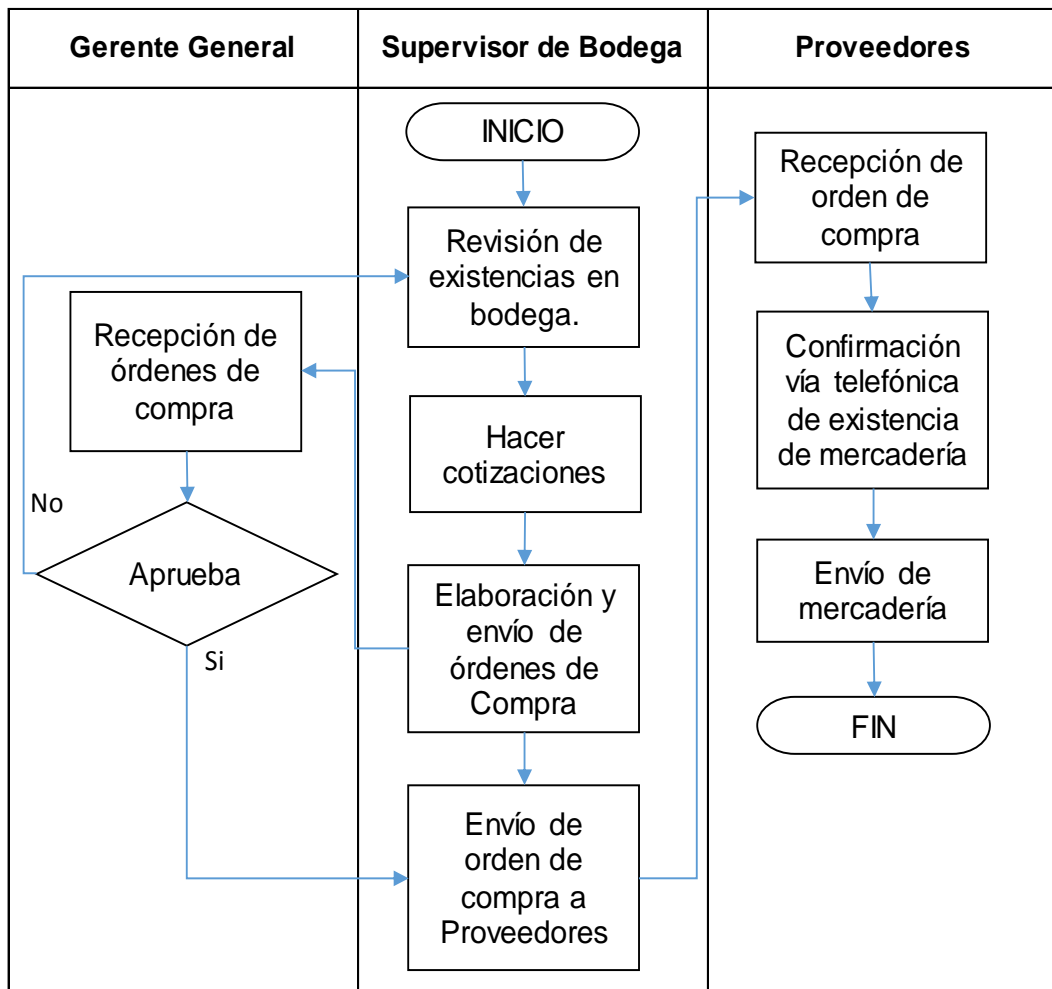 Gerente General
Supervisor de Bodega
Proveedores
INICIO
Revisión de
existencias en
bodega.
Hacer
cotizaciones
Elaboración y
envío de
órdenes de
Compra
Envío de
orden de
compra a
Proveedores
Recepción de
órdenes de
compra
Aprueba
No
Si
Recepción de
orden de
compra
Confirmación
vía telefónica
de existencia
de mercadería
Envío de
mercadería
FIN